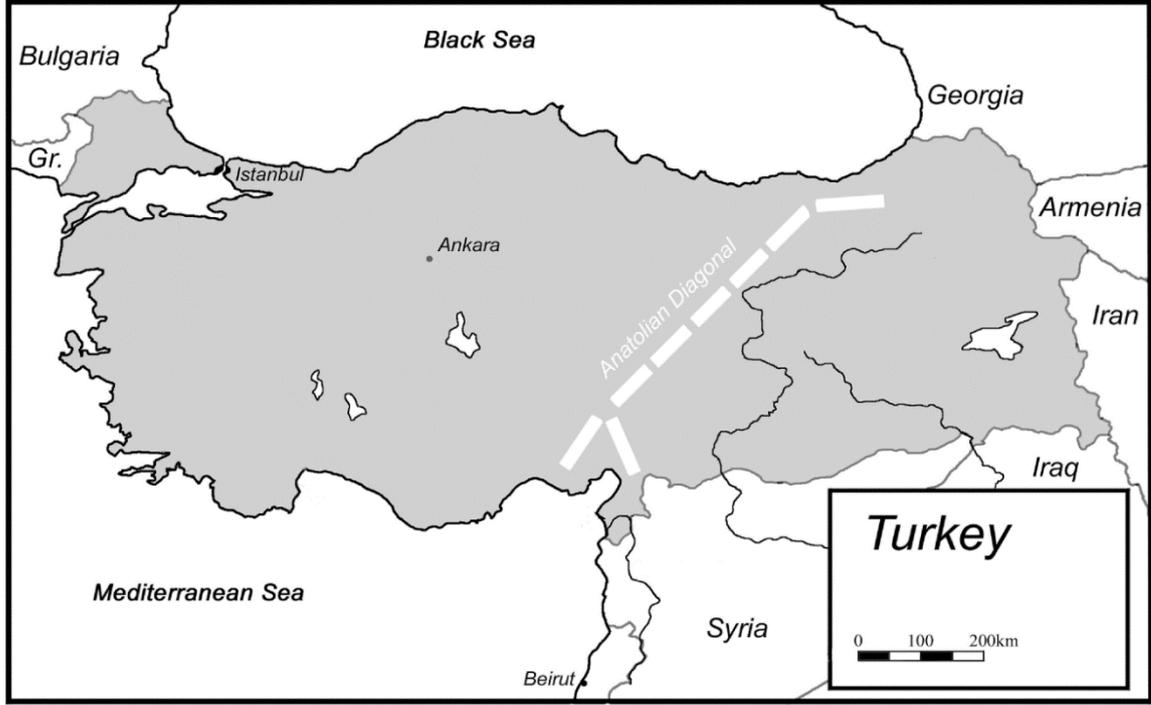 Black Sea
Bulgaria
Georgia
Gr.
Istanbul
Armenia
Ankara
Anatolian Diagonal
Iran
Iraq
Turkey
Mediterranean Sea
Syria
0 100 200km
Beirut